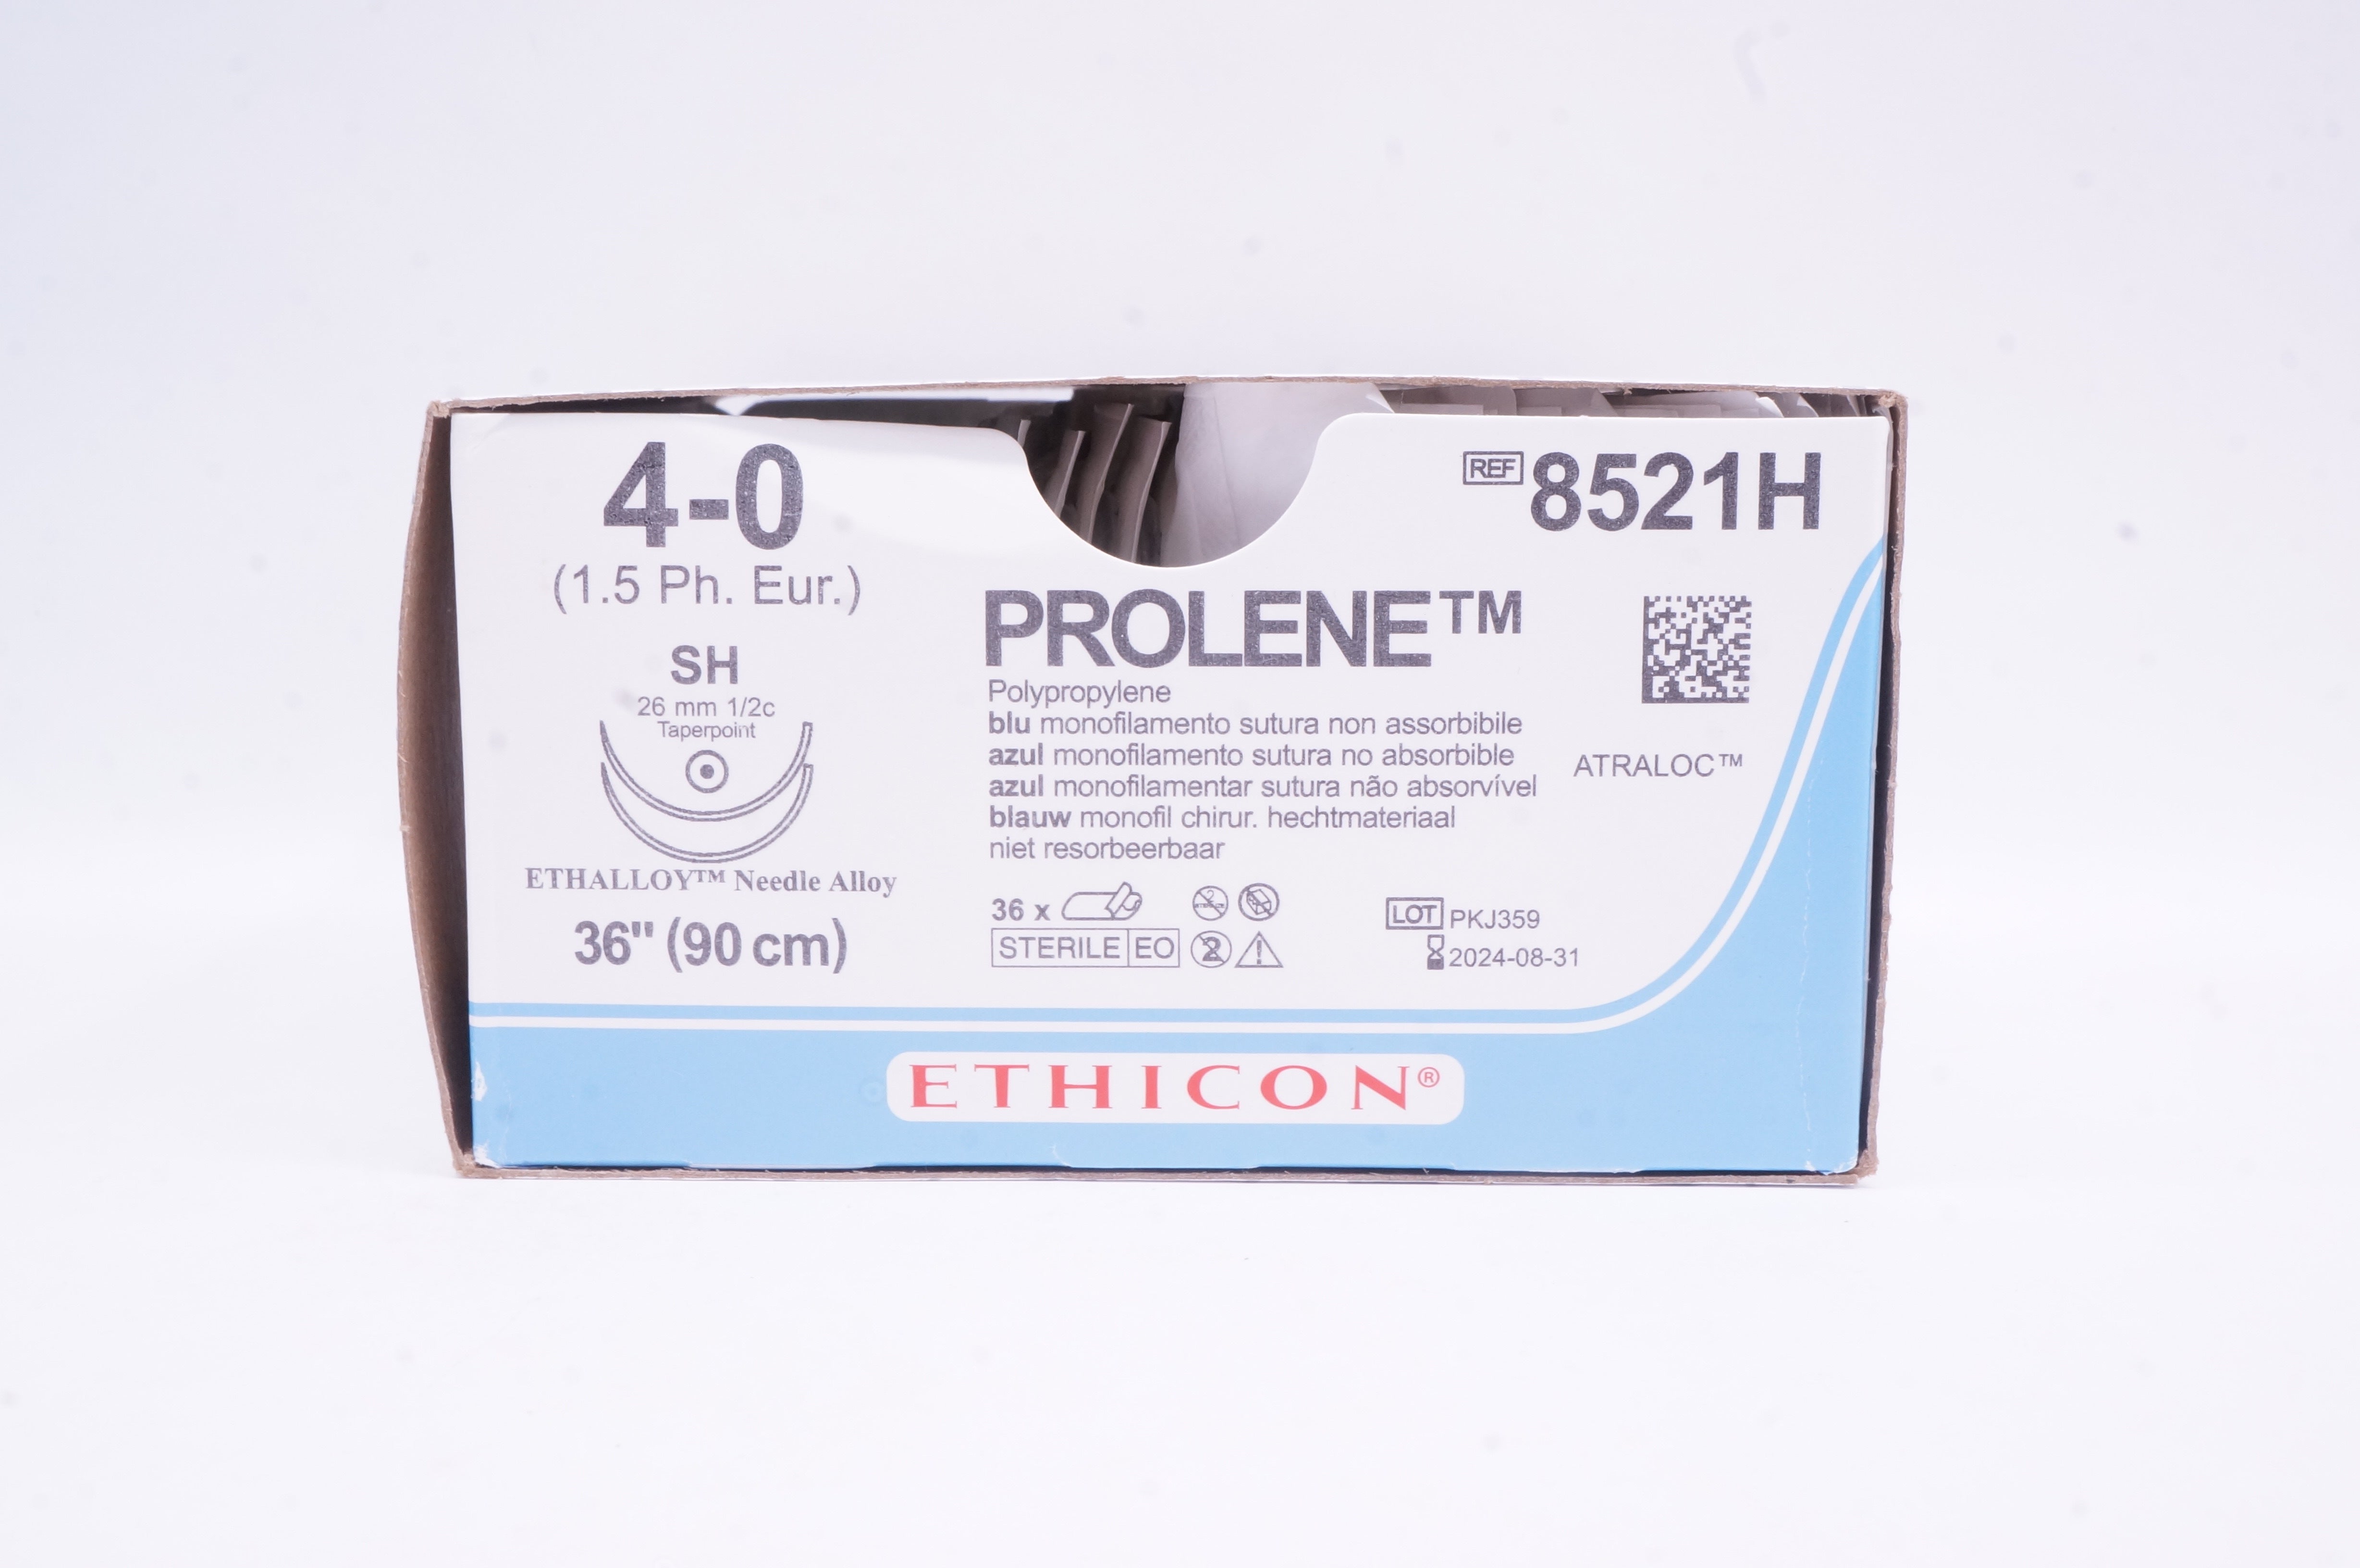 4-0
(1.5 Ph. Eur.)
SH
26 mm 1/2c
Taperpoint
ETHALLOY™ Needle Alloy
36" (90 cm)
REF 8521H
PROLENE™
Polypropylene
blu monofilamento sutura non assorbibile
azul monofilamento sutura no absorbible
azul monofilamentar sutura não absorvível
blauw monofil chirur. hechtmateriaal
niet resorbeerbaar
ATRALOC™
36 x
STERILE EO
2
LOT PKJ359
2024-08-31
ETHICON®